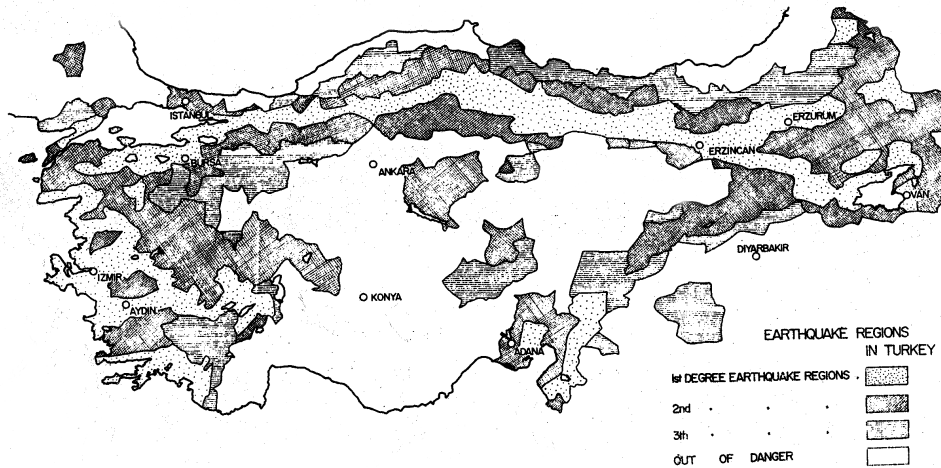 ISTANBUL
ERZURUM
BURSA
ERZINCAN
ANKARA
VAN
DIYARBAKIR
IZMIR
KONYA
AYDIN
ADANA
EARTHQUAKE REGIONS
IN TURKEY
1st DEGREE EARTHQUAKE REGIONS .
2nd " " "
3th " " "
OUT OF DANGER